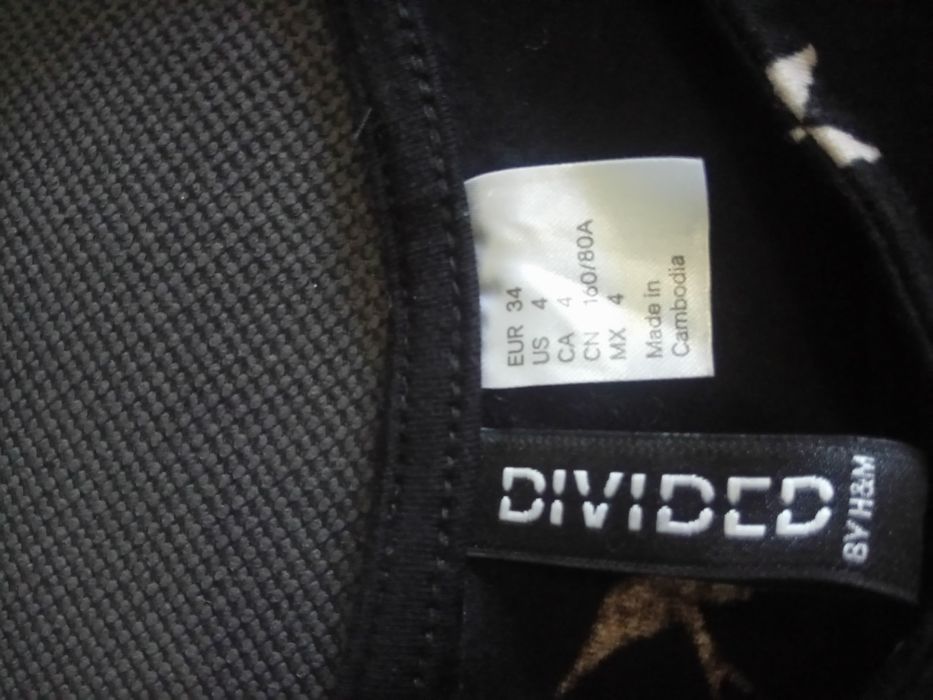 EUR 34
US 4
CA 4
CN 160/80A
MX 4
Made in
Cambodia
DIVIDED
BY H&M